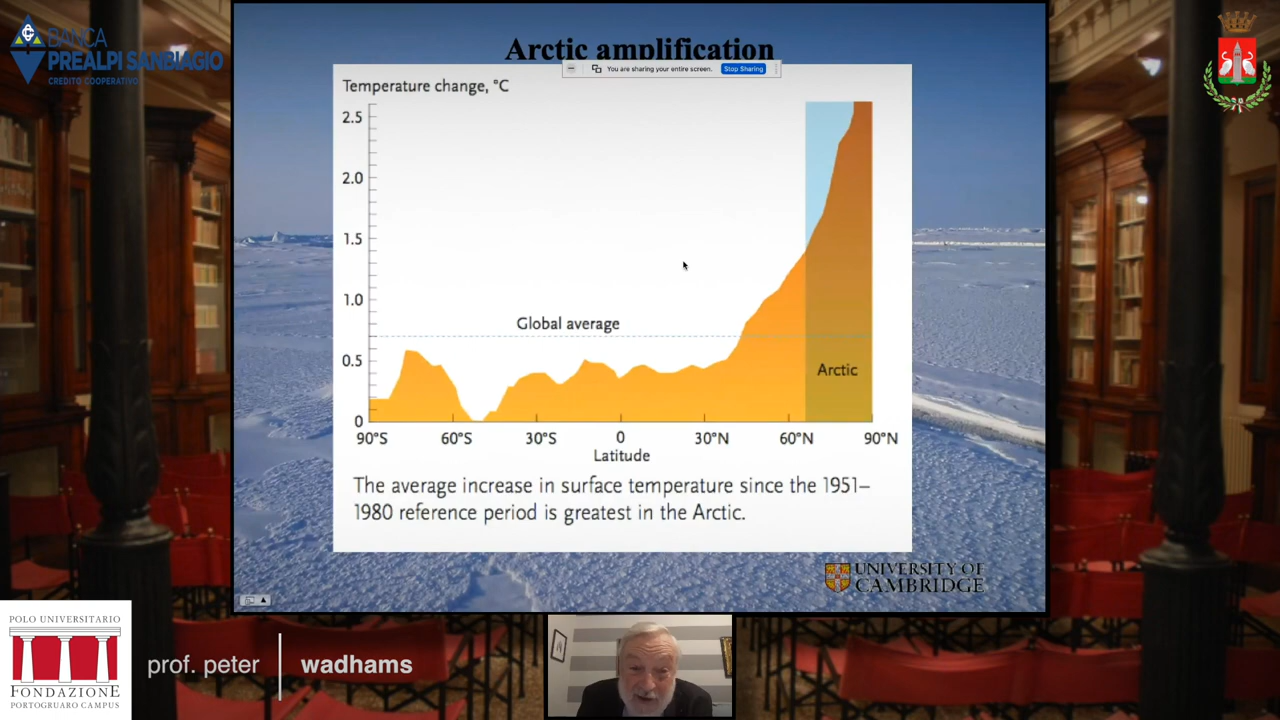 BANCA
PREALPI SANBIAGIO
CREDITO COOPERATIVO
Arctic amplification
You are sharing your entire screen.
Stop Sharing
Temperature change, °C
2.5
2.0
1.5
1.0
0.5
0
Global average
Arctic
90°S 60°S 30°S 0 30°N 60°N 90°N
Latitude
The average increase in surface temperature since the 1951–
1980 reference period is greatest in the Arctic.
UNIVERSITY OF
CAMBRIDGE
POLO UNIVERSITARIO
FONDAZIONE
PORTOGRUARO CAMPUS
prof. peter
wadhams